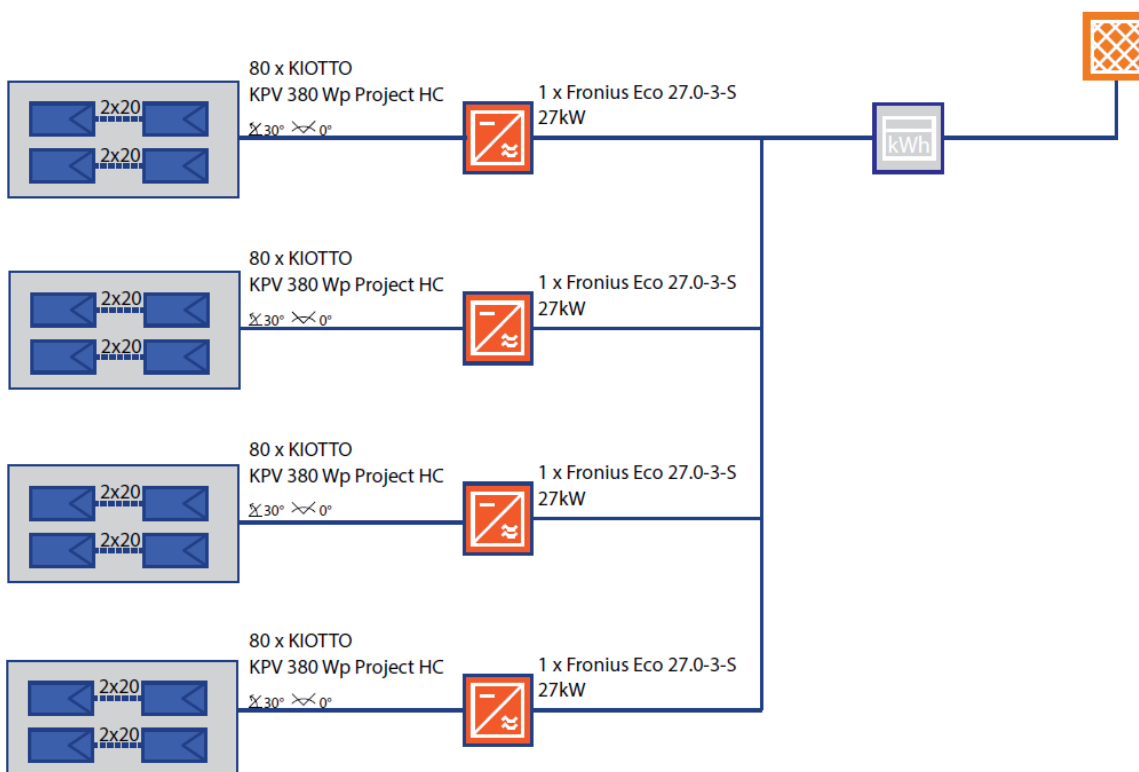 80 x KIOTTO
KPV 380 Wp Project HC
30° 0°
2x20
2x20
1 x Fronius Eco 27.0-3-S
27kW
kWh
80 x KIOTTO
KPV 380 Wp Project HC
30° 0°
2x20
2x20
1 x Fronius Eco 27.0-3-S
27kW
80 x KIOTTO
KPV 380 Wp Project HC
30° 0°
2x20
2x20
1 x Fronius Eco 27.0-3-S
27kW
80 x KIOTTO
KPV 380 Wp Project HC
30° 0°
2x20
2x20
1 x Fronius Eco 27.0-3-S
27kW